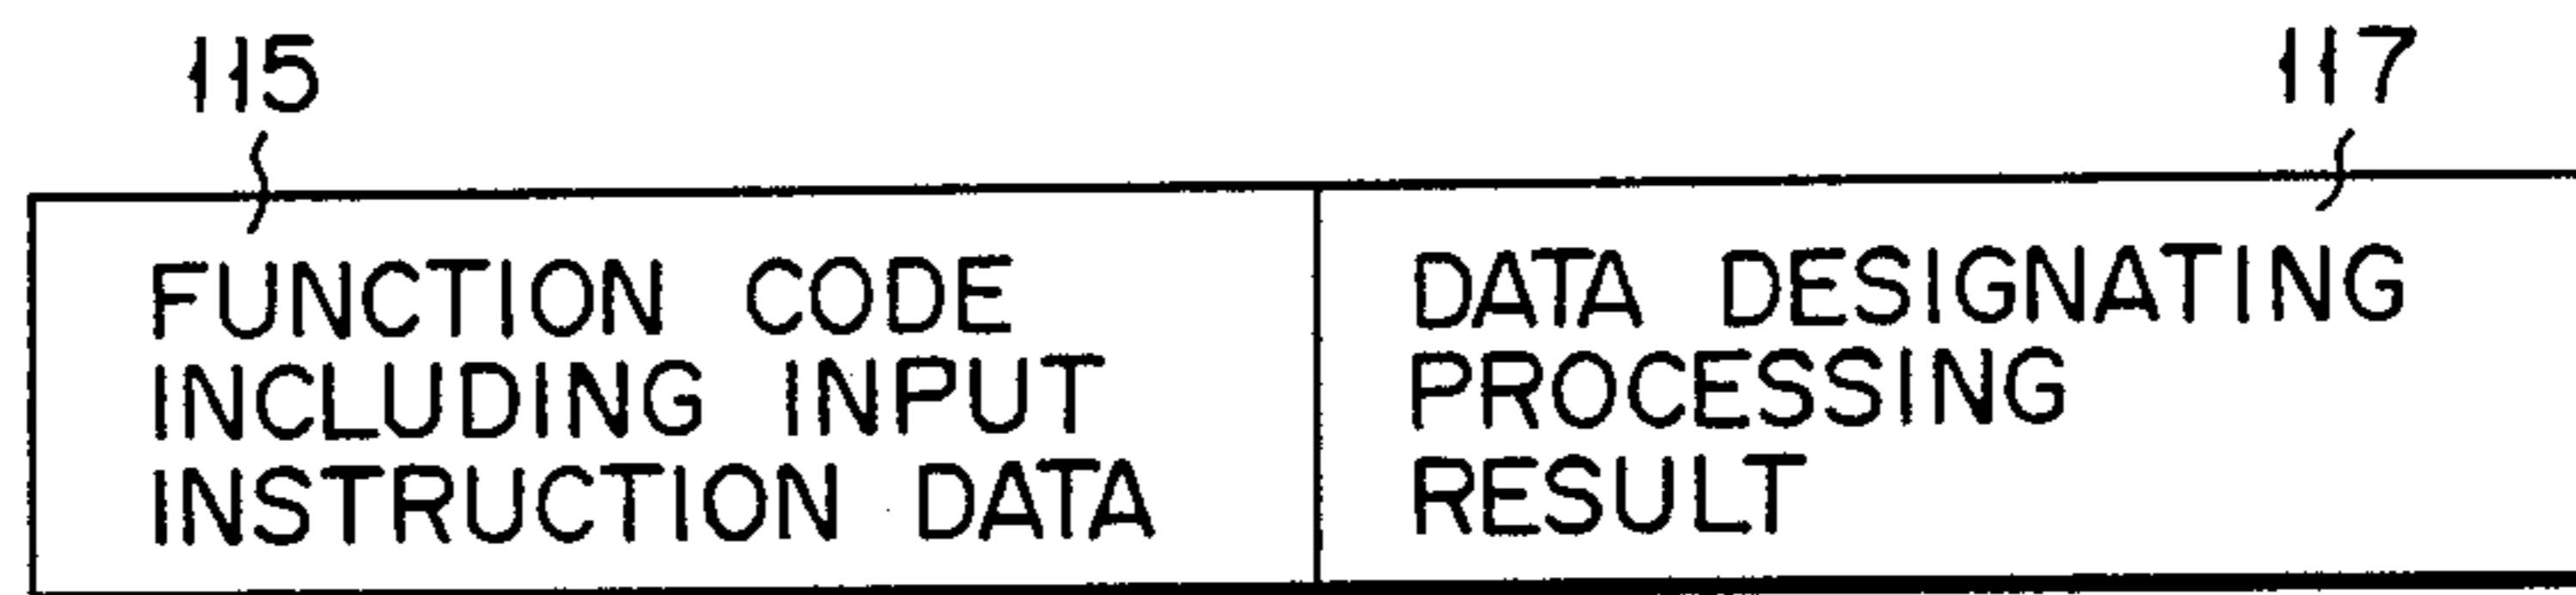 115
117
FUNCTION CODE
INCLUDING INPUT
INSTRUCTION DATA
DATA DESIGNATING
PROCESSING
RESULT